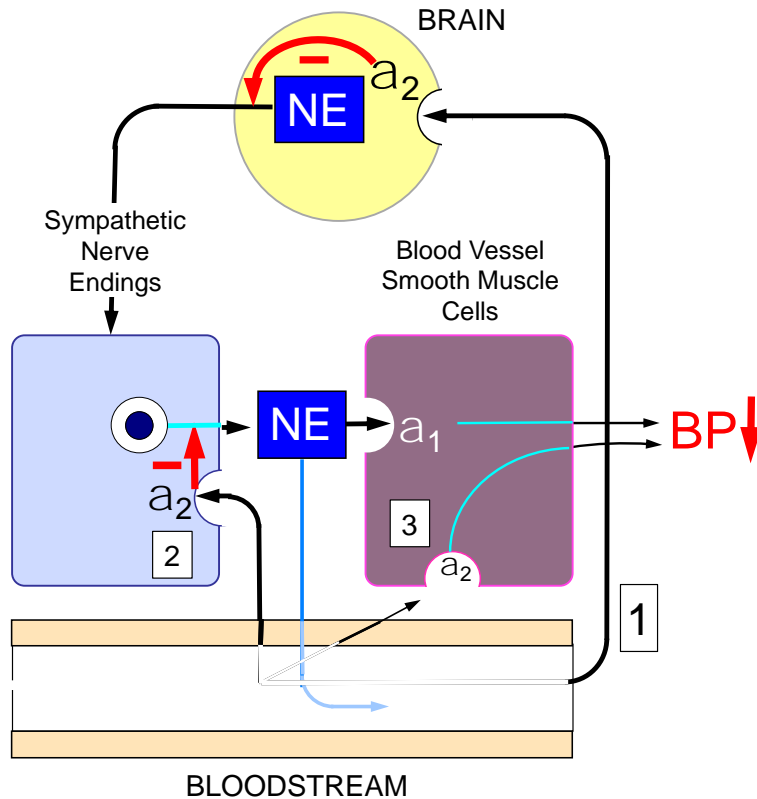 BRAIN
a2
NE
Sympathetic
Nerve
Endings
Blood Vessel
Smooth Muscle
Cells
NE
a1
BP
a2
2
3
a2
1
BLOODSTREAM